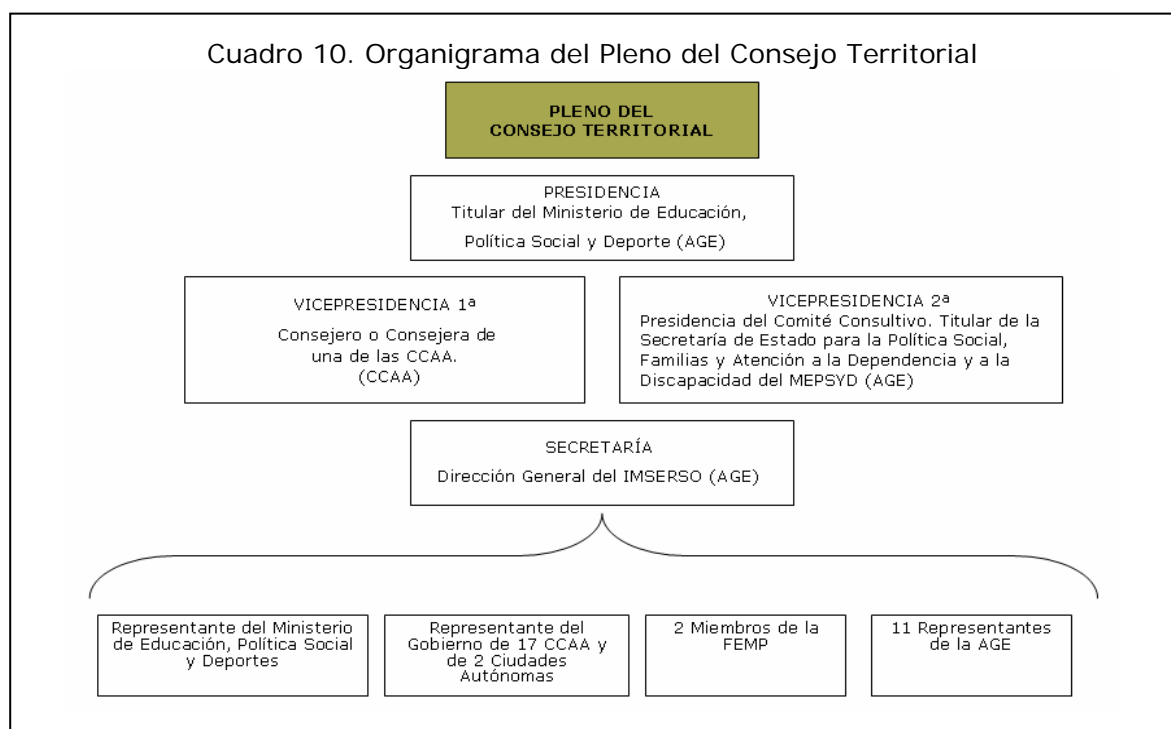 Cuadro 10. Organigrama del Pleno del Consejo Territorial
PLENO DEL
CONSEJO TERRITORIAL
PRESIDENCIA
Titular del Ministerio de Educación,
Política Social y Deporte (AGE)
VICEPRESIDENCIA 1ª
Consejero o Consejera de
una de las CCAA.
(CCAA)
VICEPRESIDENCIA 2ª
Presidencia del Comité Consultivo. Titular de la
Secretaría de Estado para la Política Social,
Familias y Atención a la Dependencia y a la
Discapacidad del MEPSYD (AGE)
SECRETARÍA
Dirección General del IMSERSO (AGE)
Representante del Ministerio
de Educación, Política Social
y Deportes
Representante del
Gobierno de 17 CCAA y
de 2 Ciudades
Autónomas
2 Miembros de la
FEMP
11 Representantes
de la AGE